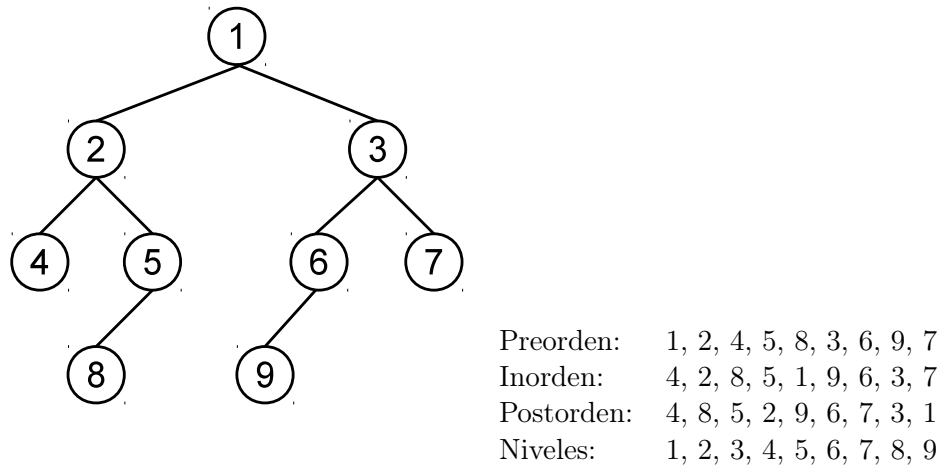 1
2 3
4 5 6 7
8 9
Preorden: 1, 2, 4, 5, 8, 3, 6, 9, 7
Inorden: 4, 2, 8, 5, 1, 9, 6, 3, 7
Postorden: 4, 8, 5, 2, 9, 6, 7, 3, 1
Niveles: 1, 2, 3, 4, 5, 6, 7, 8, 9